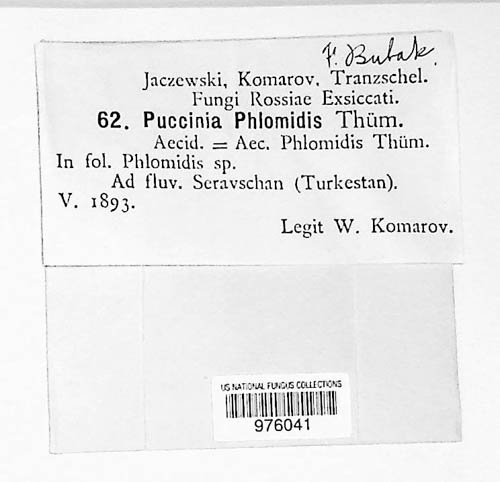 F. Bubak.
Jaczewski, Komarov, Tranzschel.
Fungi Rossiae Exsiccati.
62. Puccinia Phlomidis Thüm.
Aecid. = Aec. Phlomidis Thüm.
In fol. Phlomidis sp.
Ad fluv. Seravschan (Turkestan).
V. 1893.
Legit W. Komarov.
US NATIONAL FUNGUS COLLECTIONS
976041